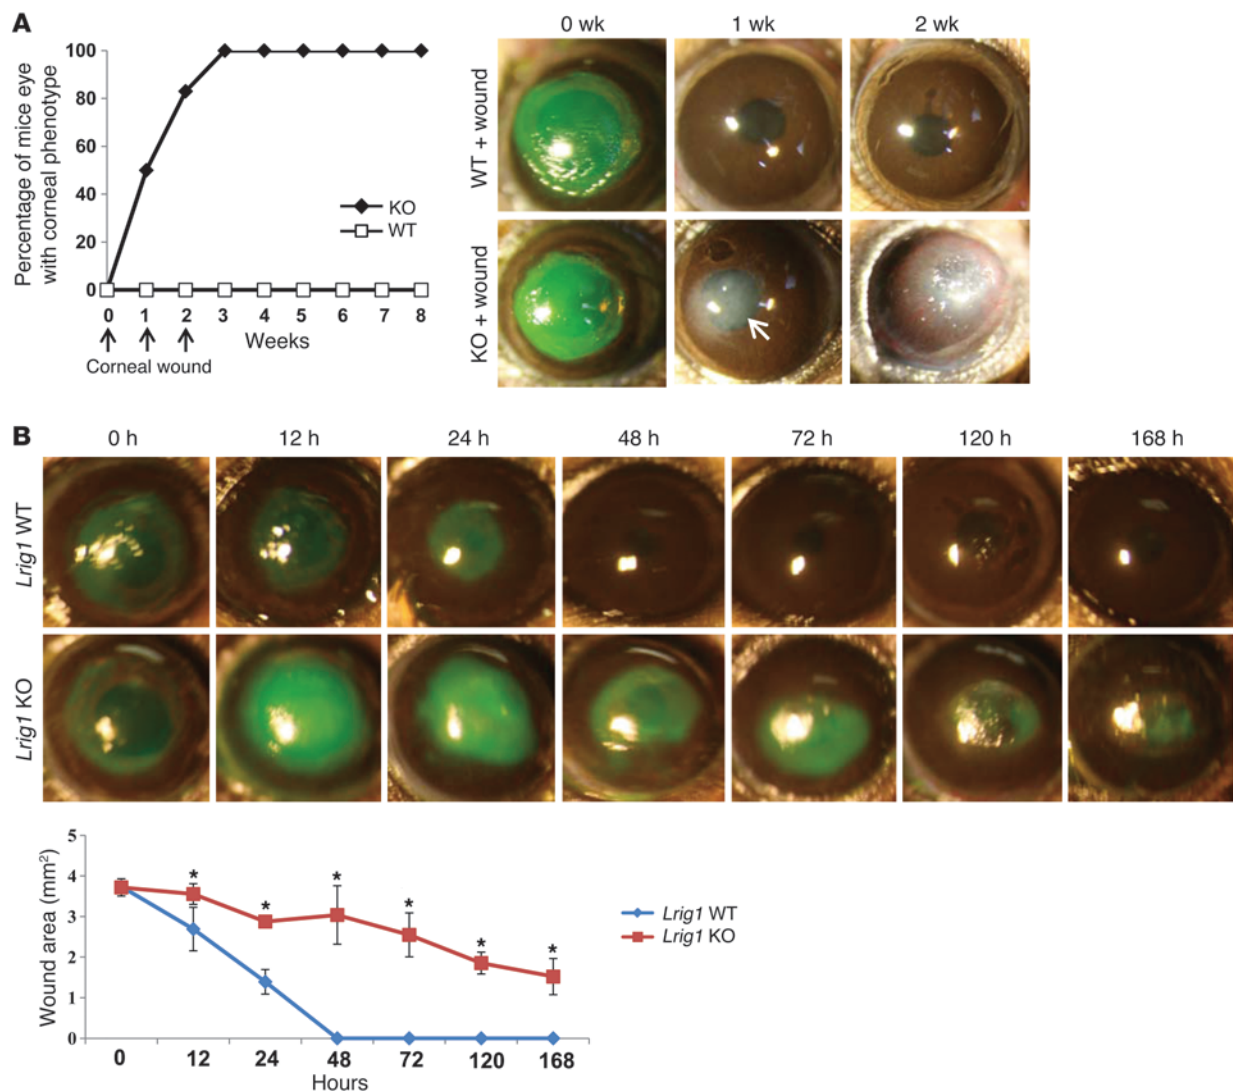 A
Percentage of mice eye
with corneal phenotype
100
80
60
40
20
0
KO
WT
0 1 2 3 4 5 6 7 8
Weeks
Corneal wound
0 wk 1 wk 2 wk
WT + wound
KO + wound
B
0 h 12 h 24 h 48 h 72 h 120 h 168 h
Lrig1 WT
Lrig1 KO
Wound area (mm²)
5
4
3
2
1
0
* * * * * *
Lrig1 WT
Lrig1 KO
0 12 24 48 72 120 168
Hours